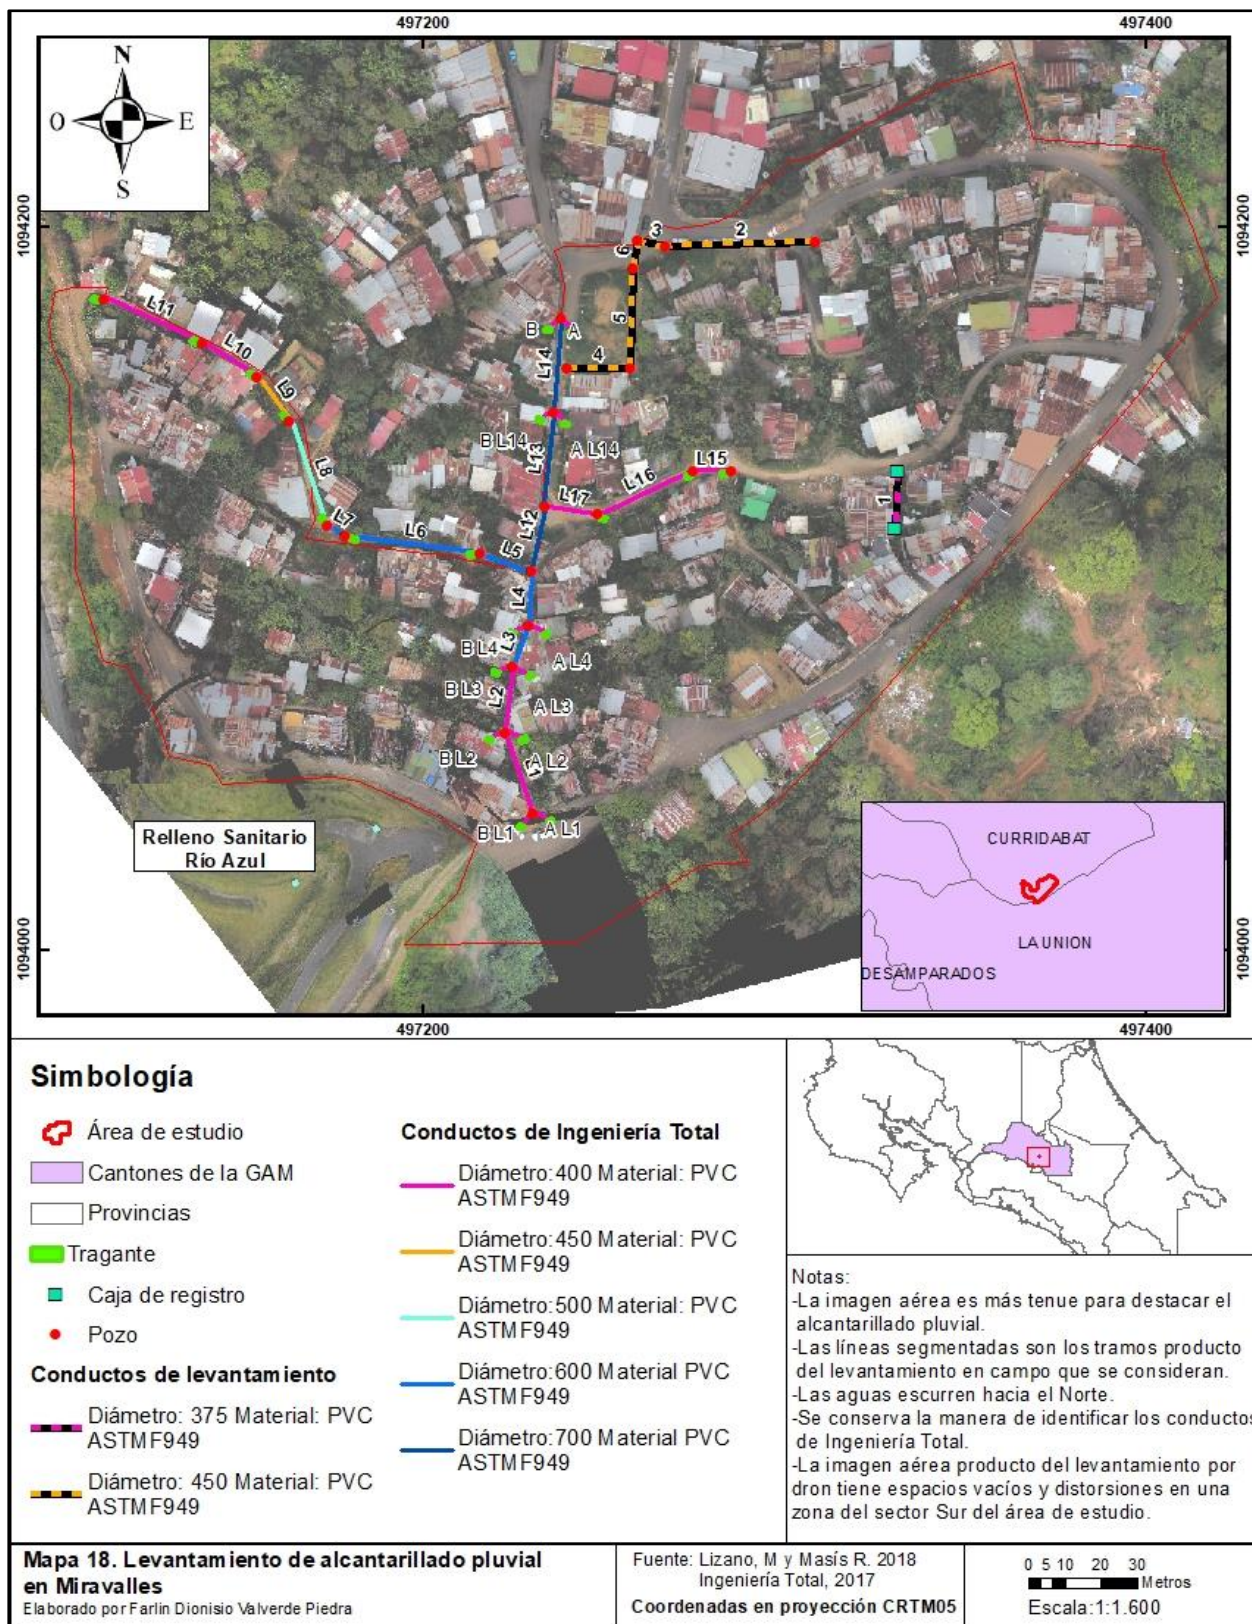 497200
497400
N
O
E
S
1094200
1094200
3
2
6
5
4
L11
L10
L9
B
A
L14
B L14
L13
A L14
L15
L16
L17
L12
1
L8
L7
L6
L5
L4
L3
B L4
A L4
B L3
L2
A L3
B L2
A L2
L1
B L1
A L1
Relleno Sanitario
Río Azul
CURRIDABAT
LA UNION
DESAMPARADOS
1094000
1094000
497200
497400
Simbología
Área de estudio
Cantones de la GAM
Provincias
Tragante
Caja de registro
Pozo
Conductos de levantamiento
Diámetro: 375 Material: PVC
ASTMF949
Diámetro: 450 Material: PVC
ASTMF949
Conductos de Ingeniería Total
Diámetro:400 Material: PVC
ASTMF949
Diámetro:450 Material: PVC
ASTMF949
Diámetro:500 Material: PVC
ASTMF949
Diámetro:600 Material: PVC
ASTMF949
Diámetro:700 Material PVC
ASTMF949
Notas:
-La imagen aérea es más tenue para destacar el
alcantarillado pluvial.
-Las líneas segmentadas son los tramos producto
del levantamiento en campo que se consideran.
-Las aguas escurren hacia el Norte.
-Se conserva la manera de identificar los conductos
de Ingeniería Total.
-La imagen aérea producto del levantamiento por
dron tiene espacios vacíos y distorsiones en una
zona del sector Sur del área de estudio.
Mapa 18. Levantamiento de alcantarillado pluvial
en Miravalles
Elaborado por Farlin Dionisio Valverde Piedra
Fuente: Lizano, M y Masís R. 2018
Ingeniería Total, 2017
Coordenadas en proyección CRTM05
0 5 10 20 30
Metros
Escala:1:1.600